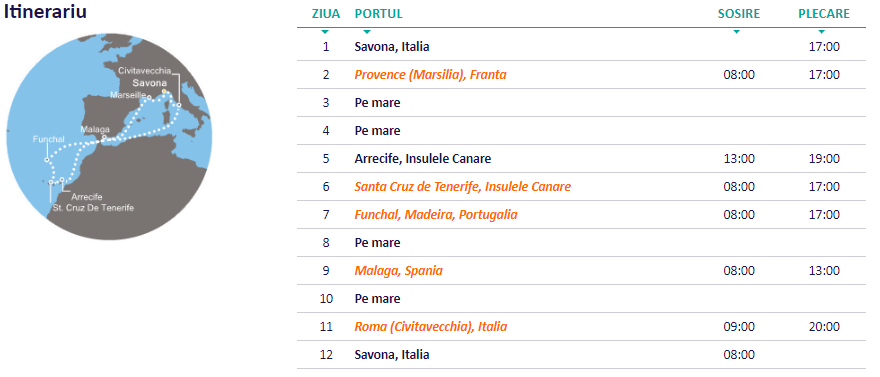 Itinerariu
Civitavecchia
Savona
Marseille
Malaga
Funchal
Arrecife
St. Cruz De Tenerife
ZIUA PORTUL SOSIRE PLECARE
1 Savona, Italia 17:00
2 Provence (Marsilia), Franta 08:00 17:00
3 Pe mare
4 Pe mare
5 Arrecife, Insulele Canare 13:00 19:00
6 Santa Cruz de Tenerife, Insulele Canare 08:00 17:00
7 Funchal, Madeira, Portugalia 08:00 17:00
8 Pe mare
9 Malaga, Spania 08:00 13:00
10 Pe mare
11 Roma (Civitavecchia), Italia 09:00 20:00
12 Savona, Italia 08:00